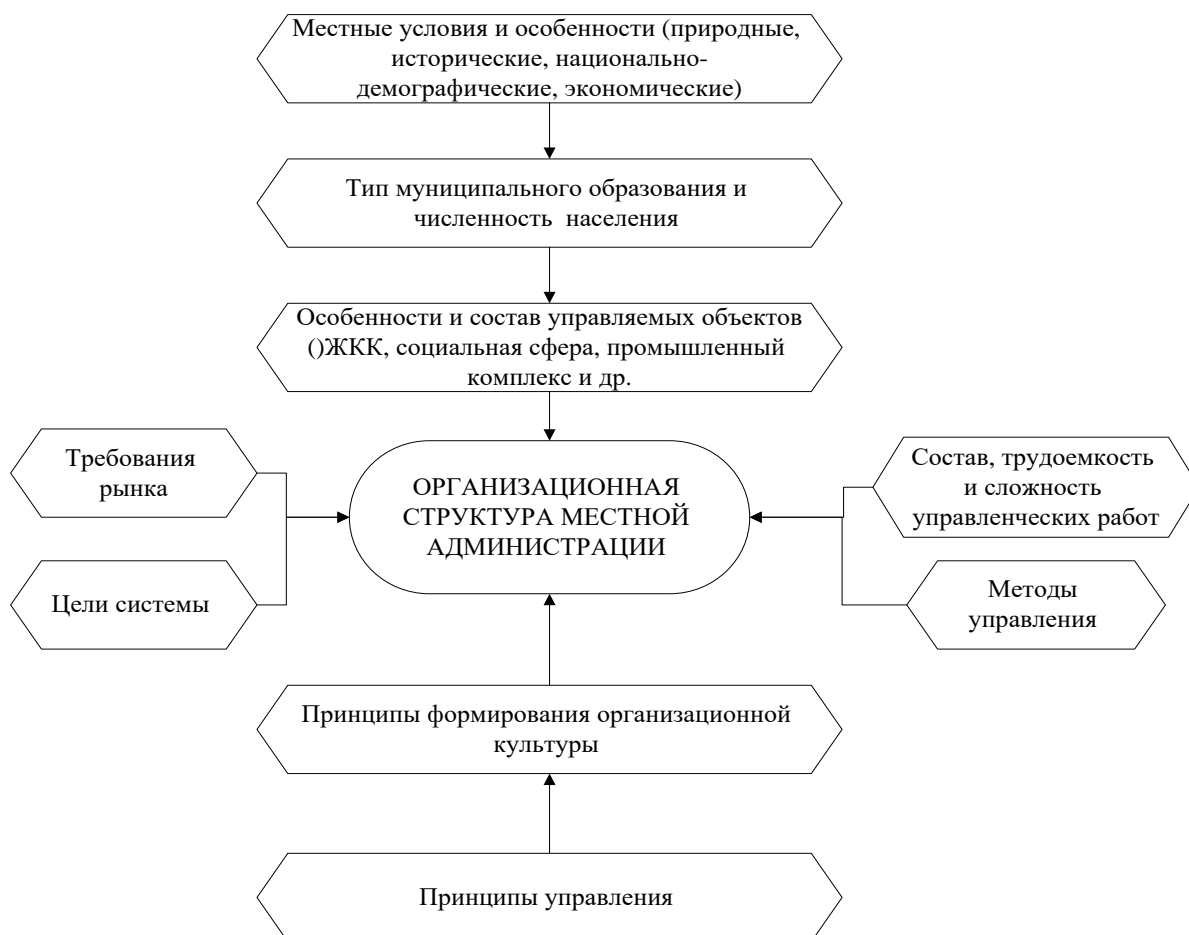 Местные условия и особенности (природные,
исторические, национально-
демографические, экономические)
Тип муниципального образования и
численность населения
Особенности и состав управляемых объектов
()ЖКК, социальная сфера, промышленный
комплекс и др.
Требования
рынка
Цели системы
ОРГАНИЗАЦИОННАЯ
СТРУКТУРА МЕСТНОЙ
АДМИНИСТРАЦИИ
Состав, трудоемкость
и сложность
управленческих работ
Методы
управления
Принципы формирования организационной
культуры
Принципы управления